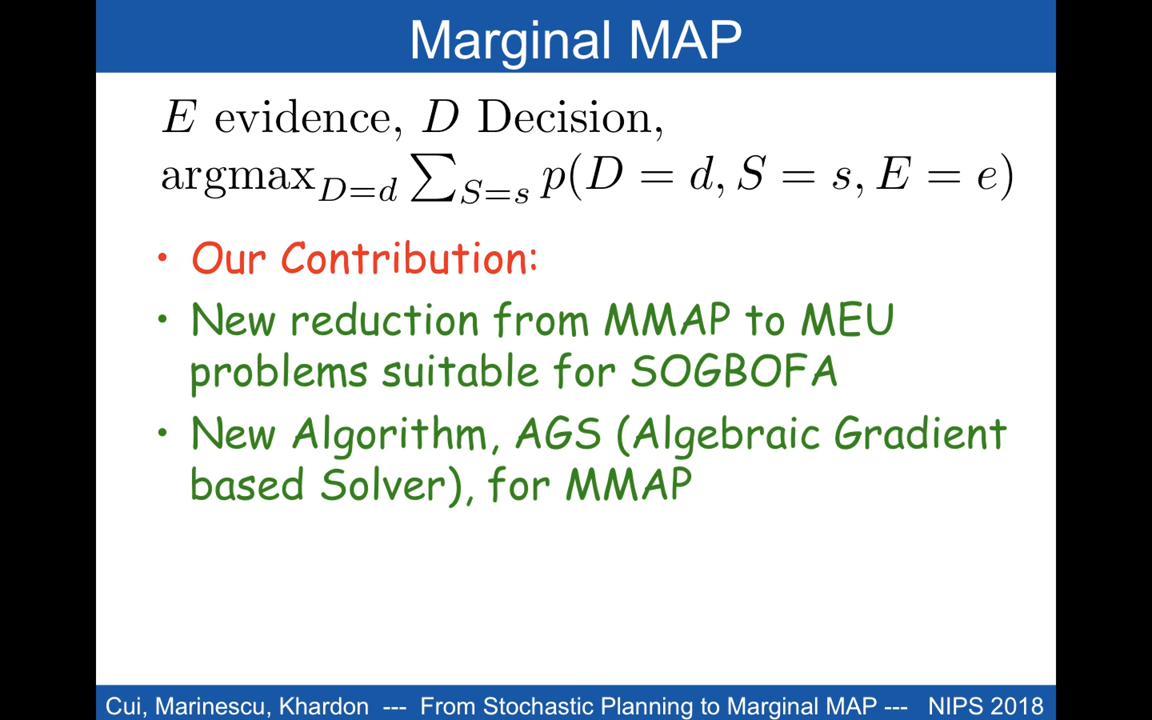 Marginal MAP
E evidence, D Decision,
argmax_{D=d} ∑_{S=s} p(D = d, S = s, E = e)
• Our Contribution:
• New reduction from MMAP to MEU
problems suitable for SOGBOFA
• New Algorithm, AGS (Algebraic Gradient
based Solver), for MMAP
Cui, Marinescu, Khardon --- From Stochastic Planning to Marginal MAP --- NIPS 2018